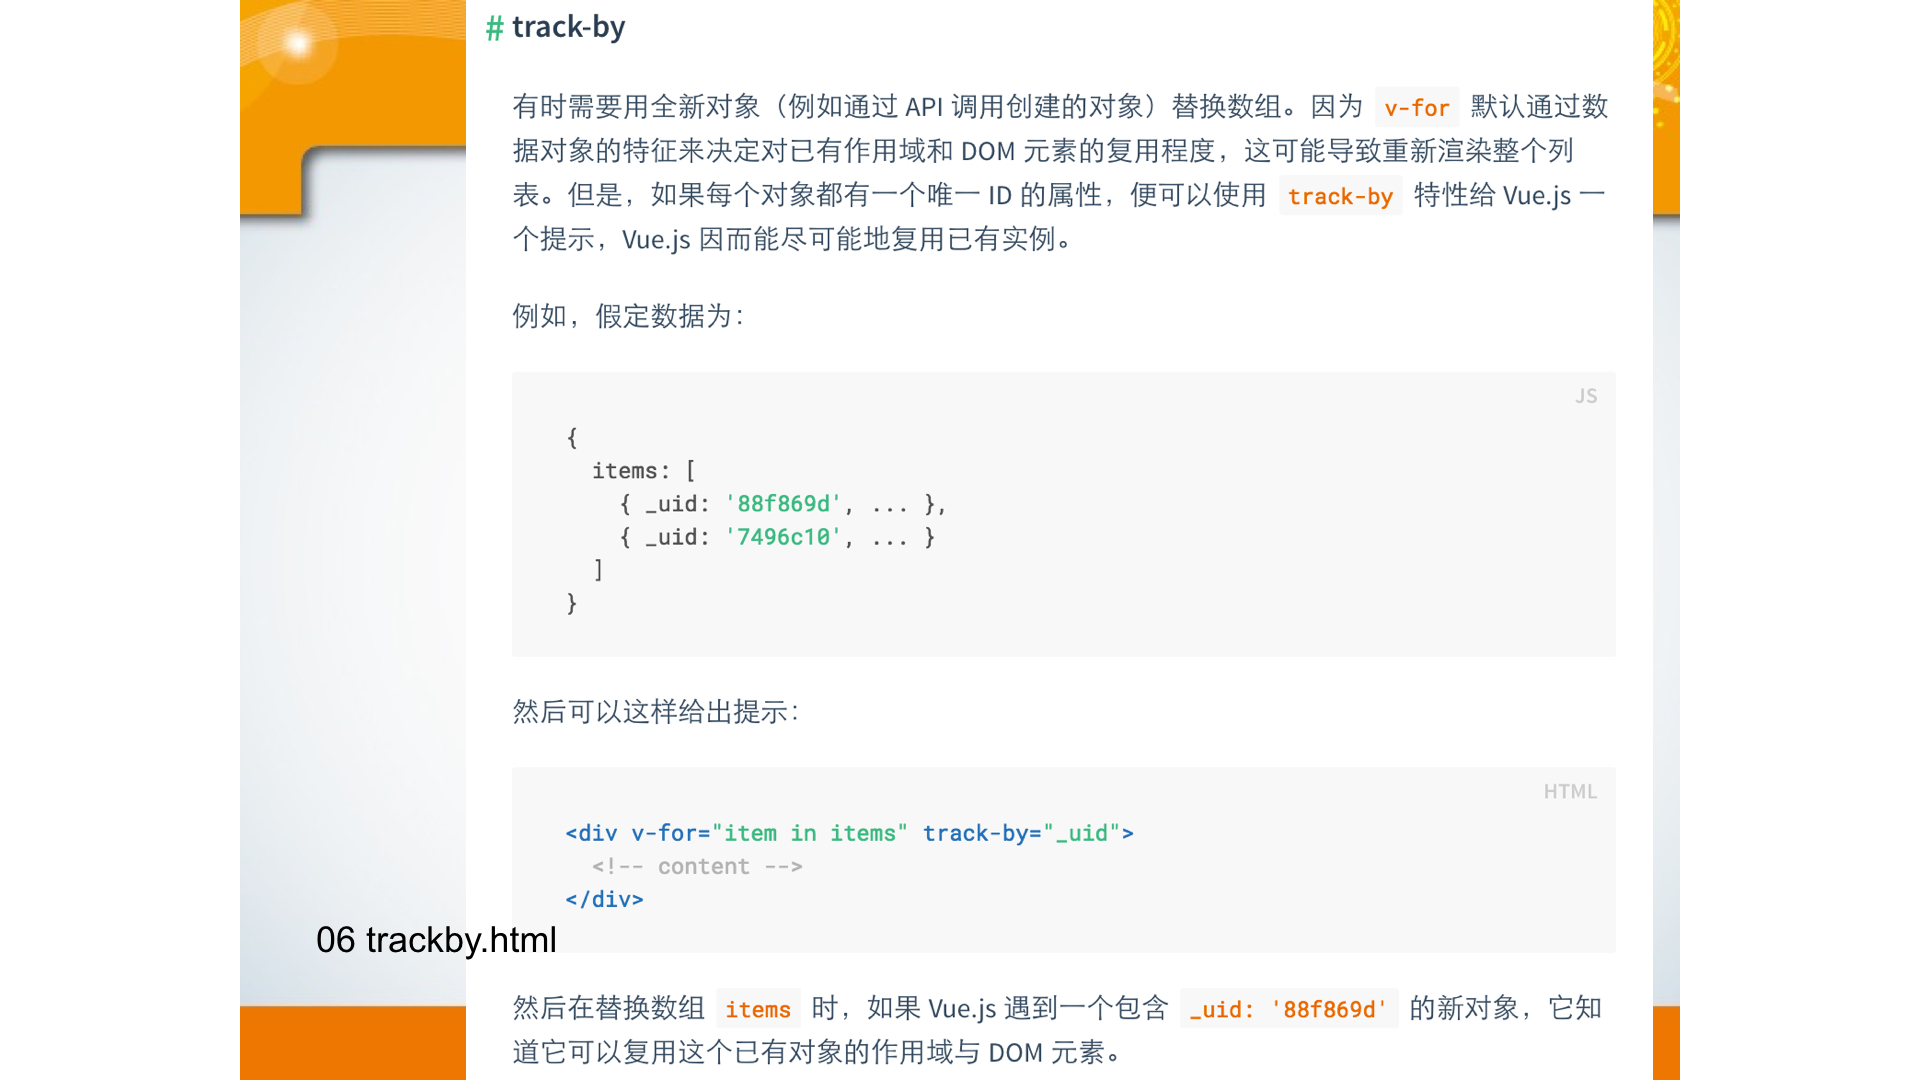 # track-by
有时需要用全新对象（例如通过 API 调用创建的对象）替换数组。因为 v-for 默认通过数
据对象的特征来决定对已有作用域和 DOM 元素的复用程度，这可能导致重新渲染整个列
表。但是，如果每个对象都有一个唯一 ID 的属性，便可以使用 track-by 特性给 Vue.js 一
个提示，Vue.js 因而能尽可能地复用已有实例。
例如，假定数据为：
JS
{
  items: [
    { _uid: '88f869d', ... },
    { _uid: '7496c10', ... }
  ]
}
然后可以这样给出提示：
HTML
<div v-for="item in items" track-by="_uid">
  <!-- content -->
</div>
06 trackby.html
然后在替换数组 items 时，如果 Vue.js 遇到一个包含 _uid: '88f869d' 的新对象，它知
道它可以复用这个已有对象的作用域与 DOM 元素。